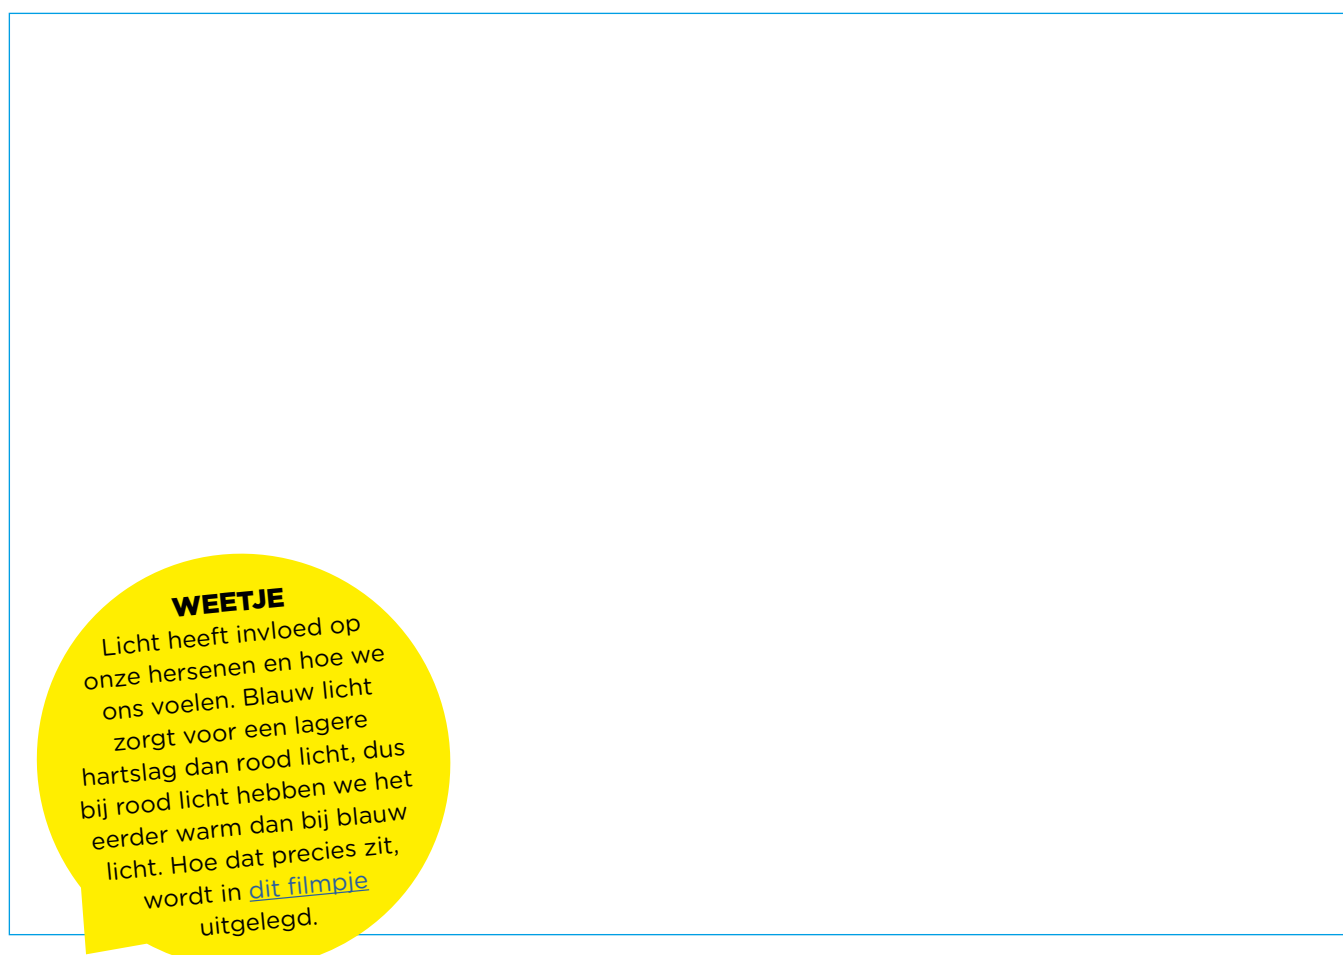 WEETJE
Licht heeft invloed op
onze hersenen en hoe we
ons voelen. Blauw licht
zorgt voor een lagere
hartslag dan rood licht, dus
bij rood licht hebben we het
eerder warm dan bij blauw
licht. Hoe dat precies zit,
wordt in dit filmpje
uitgelegd.